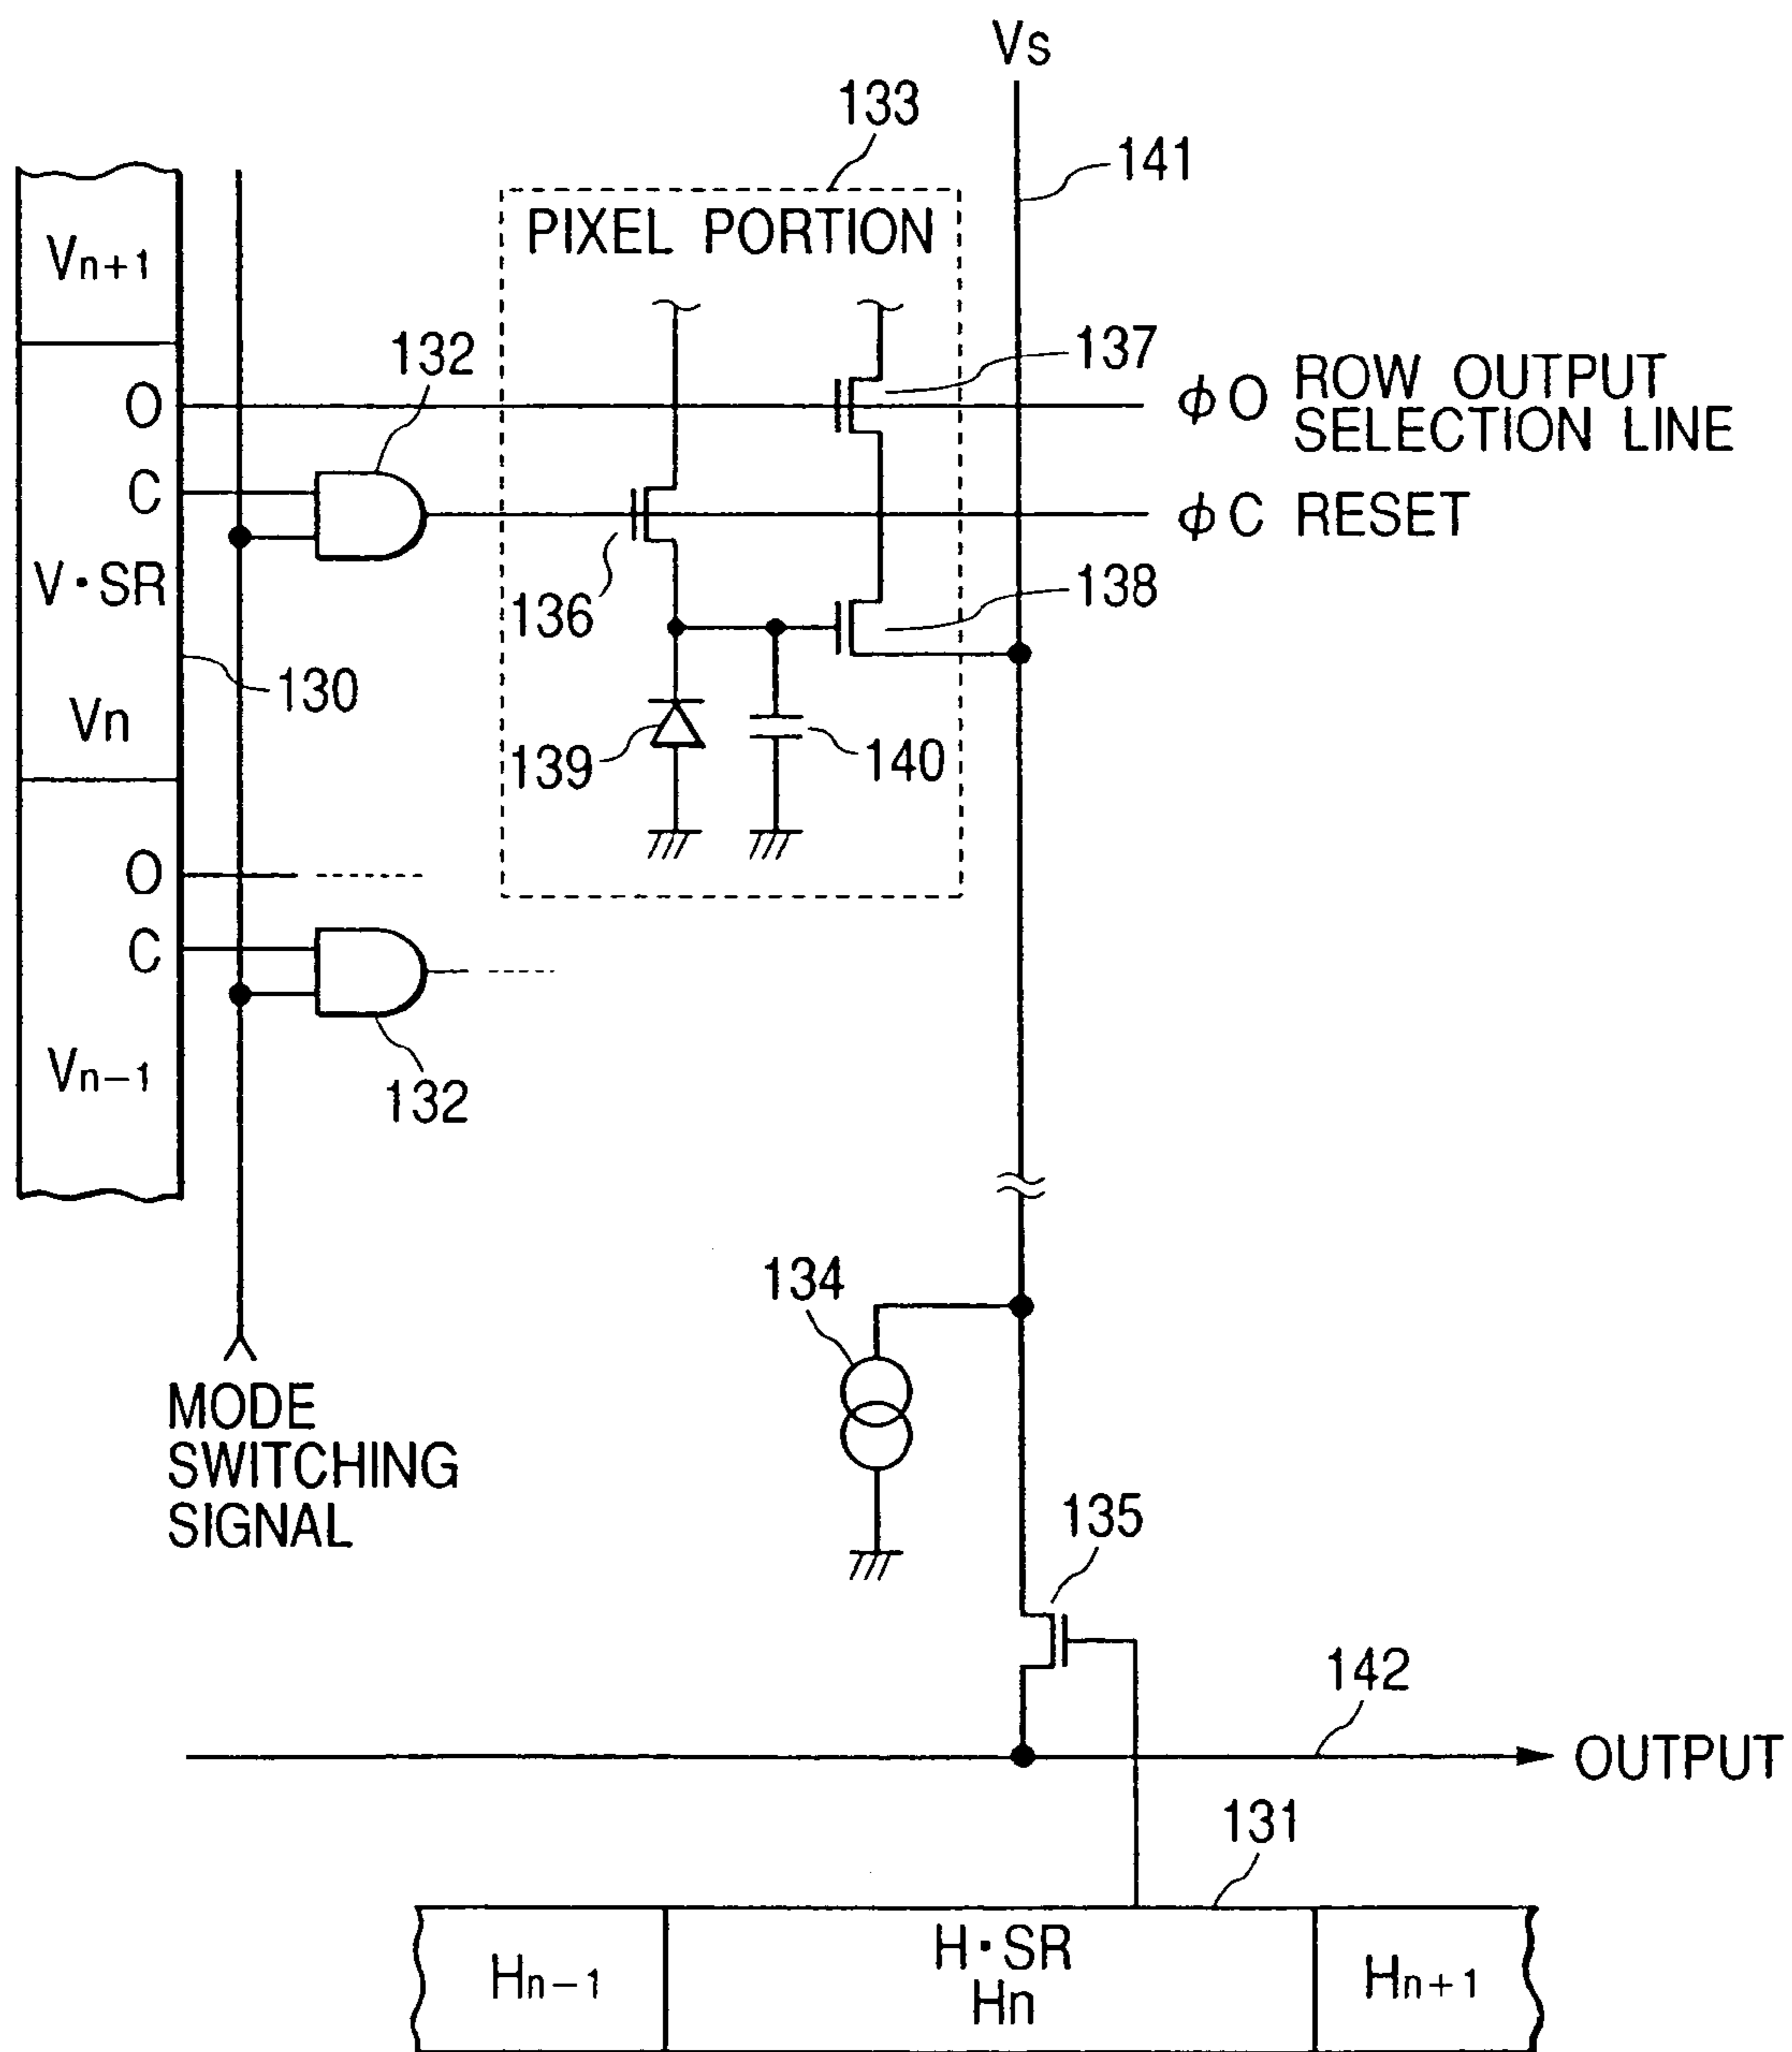 Vs
133
141
PIXEL PORTION
Vn+1
132
137
O
φO ROW OUTPUT
SELECTION LINE
C
φC RESET
V·SR
136
138
130
Vn
139
140
O
C
Vn-1
132
134
MODE
SWITCHING
SIGNAL
135
142
OUTPUT
131
H·SR
Hn-1
Hn
Hn+1